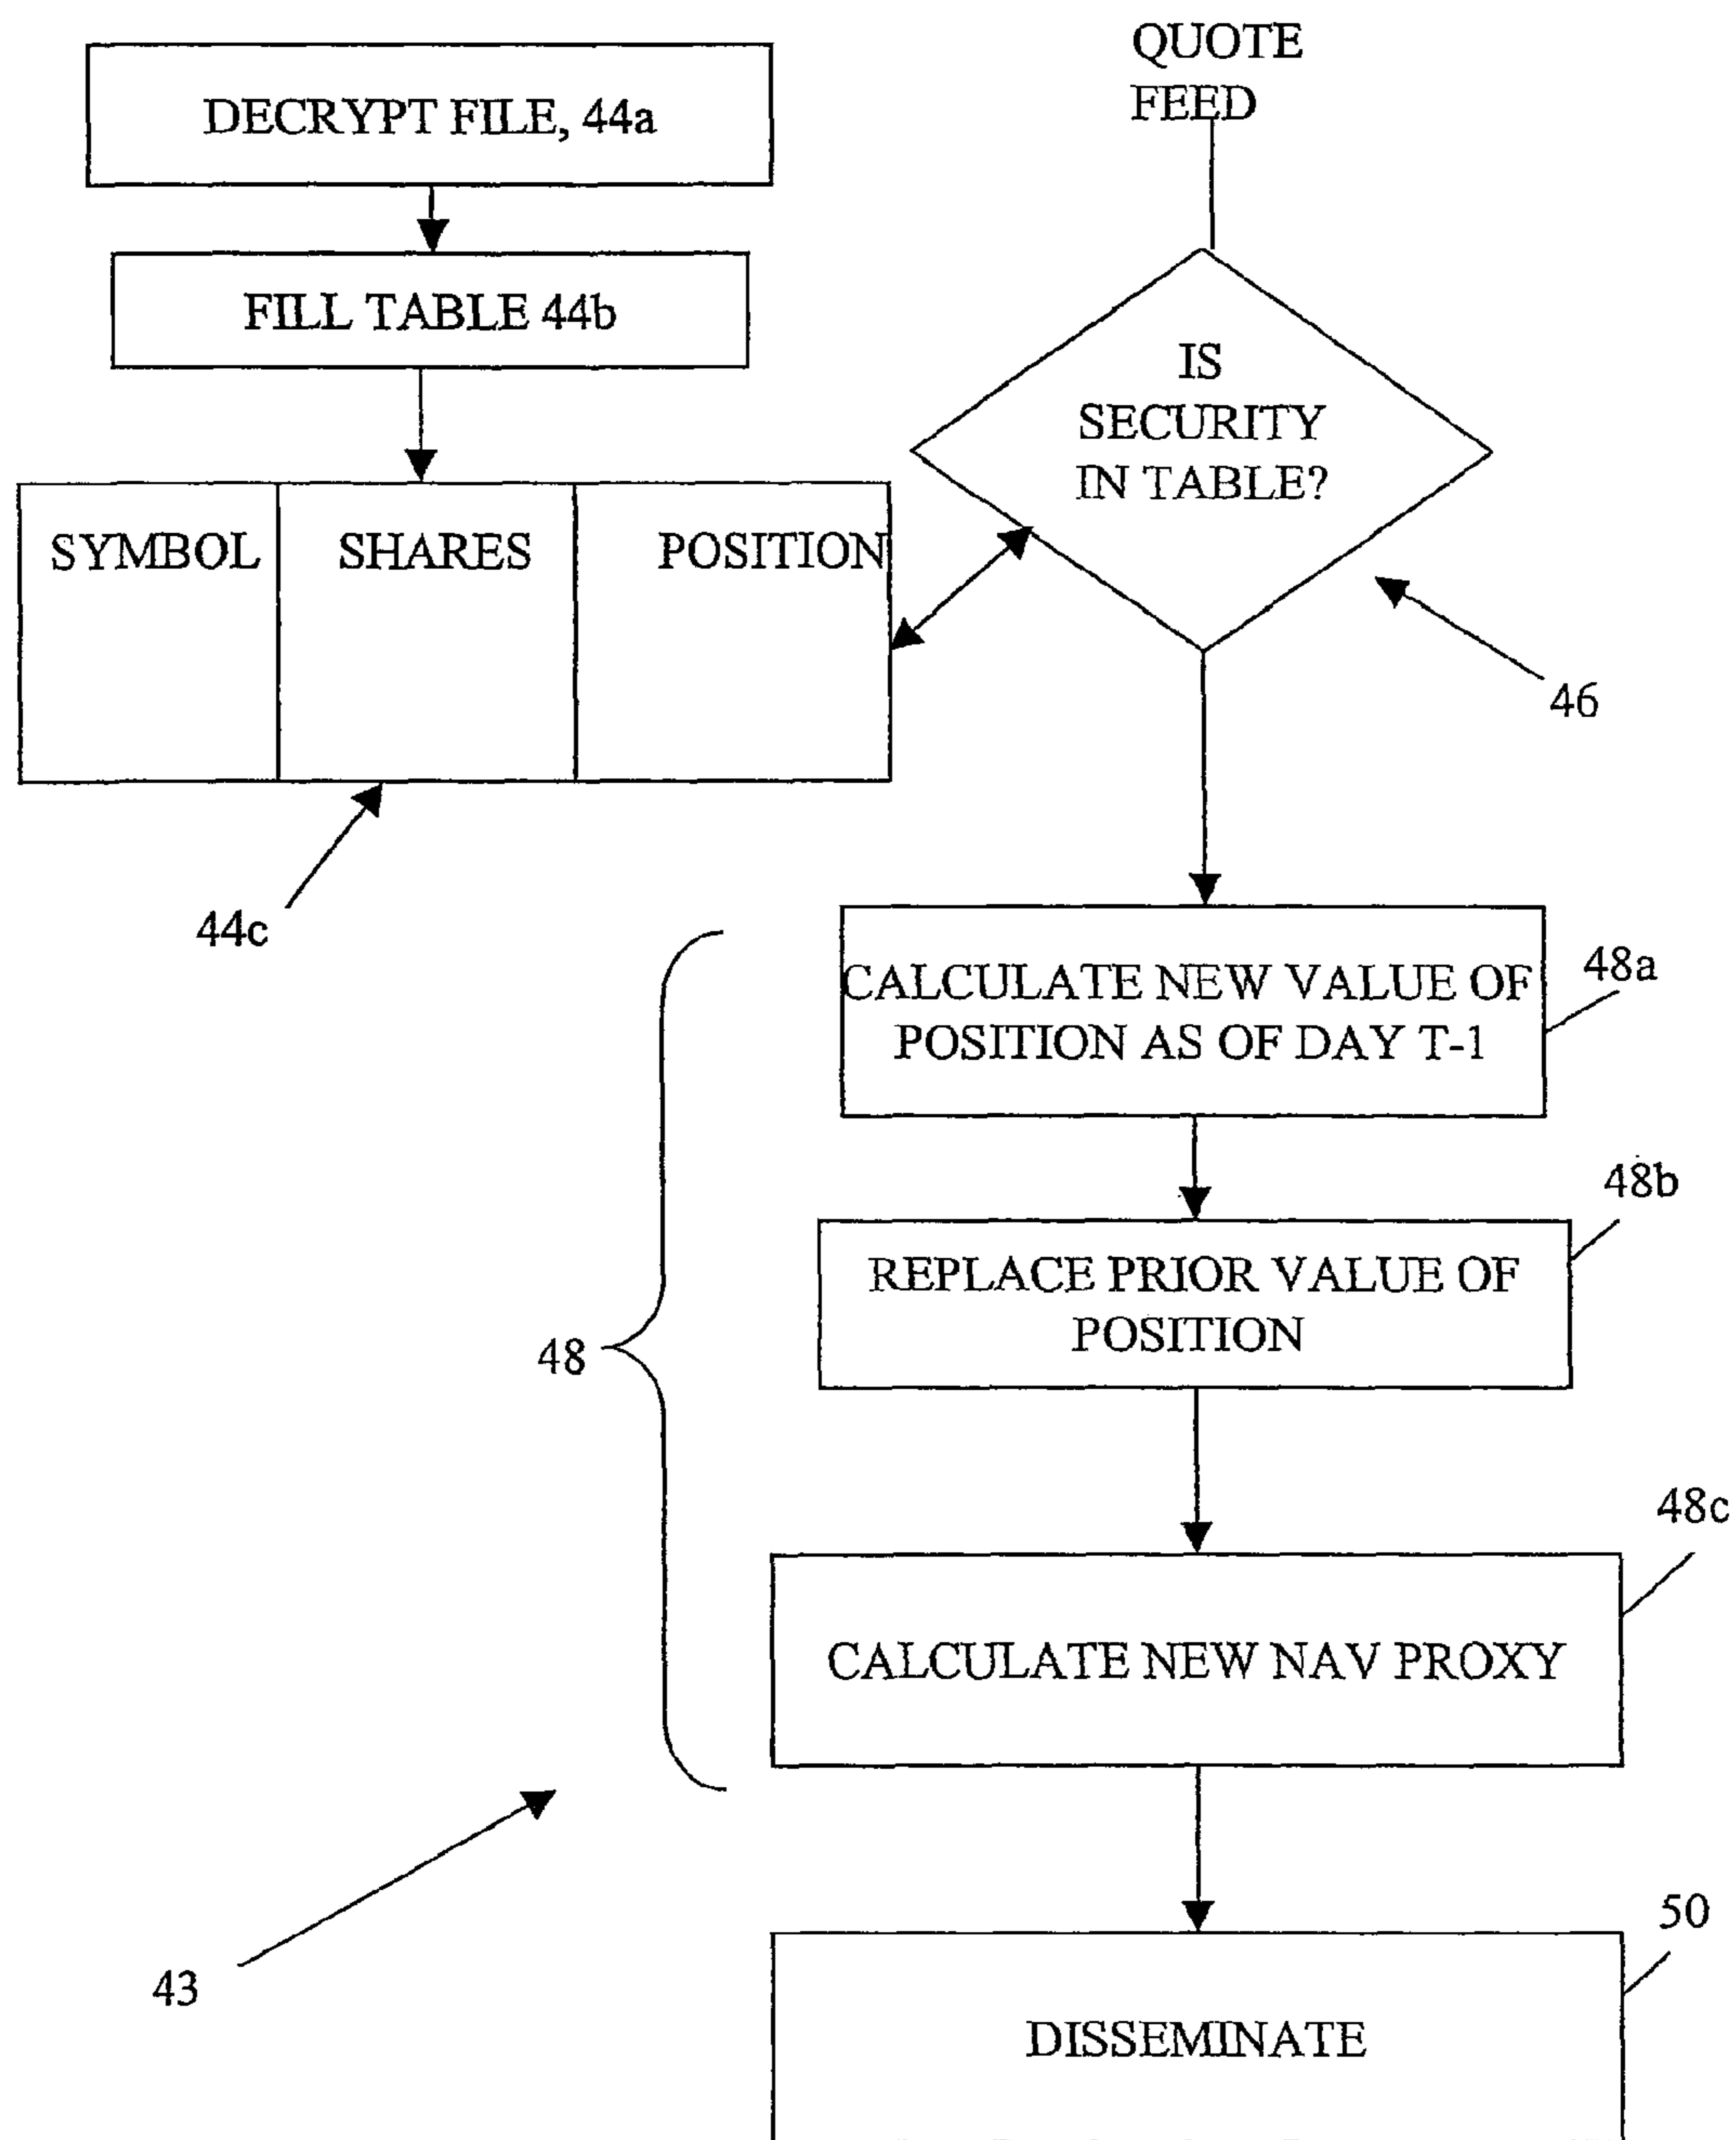 QUOTE
FEED
DECRYPT FILE, 44a
FILL TABLE 44b
IS
SECURITY
IN TABLE?
SYMBOL
SHARES
POSITION
46
44c
CALCULATE NEW VALUE OF
POSITION AS OF DAY T-1
48a
48b
REPLACE PRIOR VALUE OF
POSITION
48
48c
CALCULATE NEW NAV PROXY
43
50
DISSEMINATE